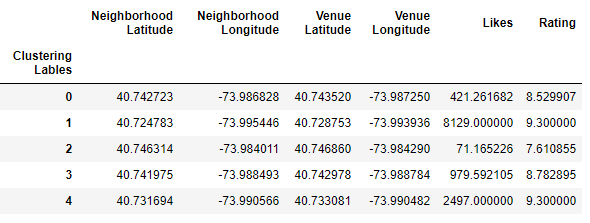 Neighborhood Latitude Neighborhood Longitude Venue Latitude Venue Longitude Likes Rating
Clustering Lables
0 40.742723 -73.986828 40.743520 -73.987250 421.261682 8.529907
1 40.724783 -73.995446 40.728753 -73.993936 8129.000000 9.300000
2 40.746314 -73.984011 40.746860 -73.984290 71.165226 7.610855
3 40.741975 -73.988493 40.742978 -73.988784 979.592105 8.782895
4 40.731694 -73.990566 40.733081 -73.990482 2497.000000 9.300000